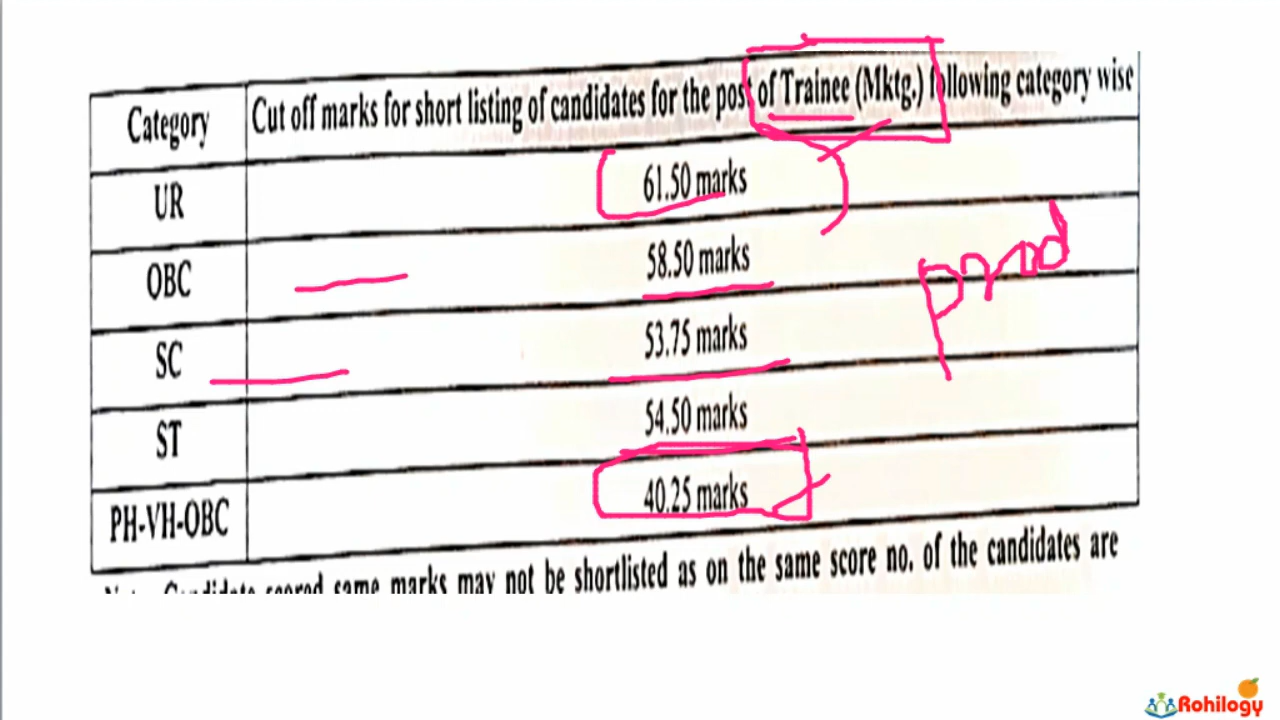 Category Cut off marks for short listing of candidates for the post of Trainee (Mktg.) following category wise
UR 61.50 marks
OBC 58.50 marks
SC 53.75 marks
ST 54.50 marks
PH-VH-OBC 40.25 marks
Candidate scored same marks may not be shortlisted as on the same score no. of the candidates are
Rohilogy